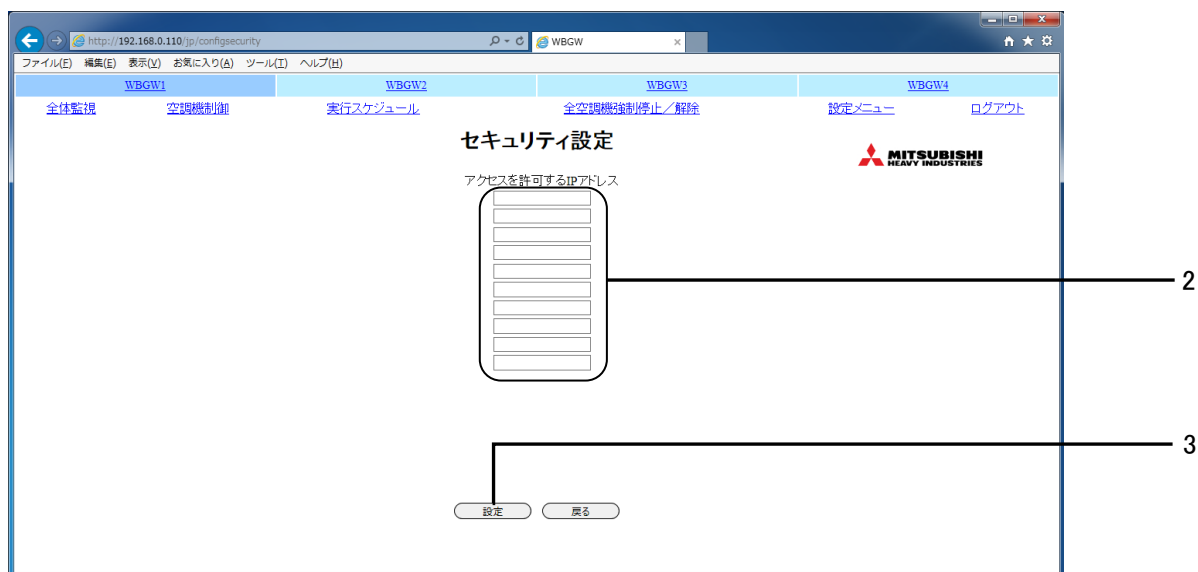 http://192.168.0.110/jp/configsecurity
WBGW
ファイル(F) 編集(E) 表示(V) お気に入り(A) ツール(T) ヘルプ(H)
WBGW1 WBGW2 WBGW3 WBGW4
全体監視 空調機制御 実行スケジュール 全空調機強制停止／解除 設定メニュー ログアウト
セキュリティ設定
MITSUBISHI
HEAVY INDUSTRIES
アクセスを許可するIPアドレス
2
3
設定 戻る